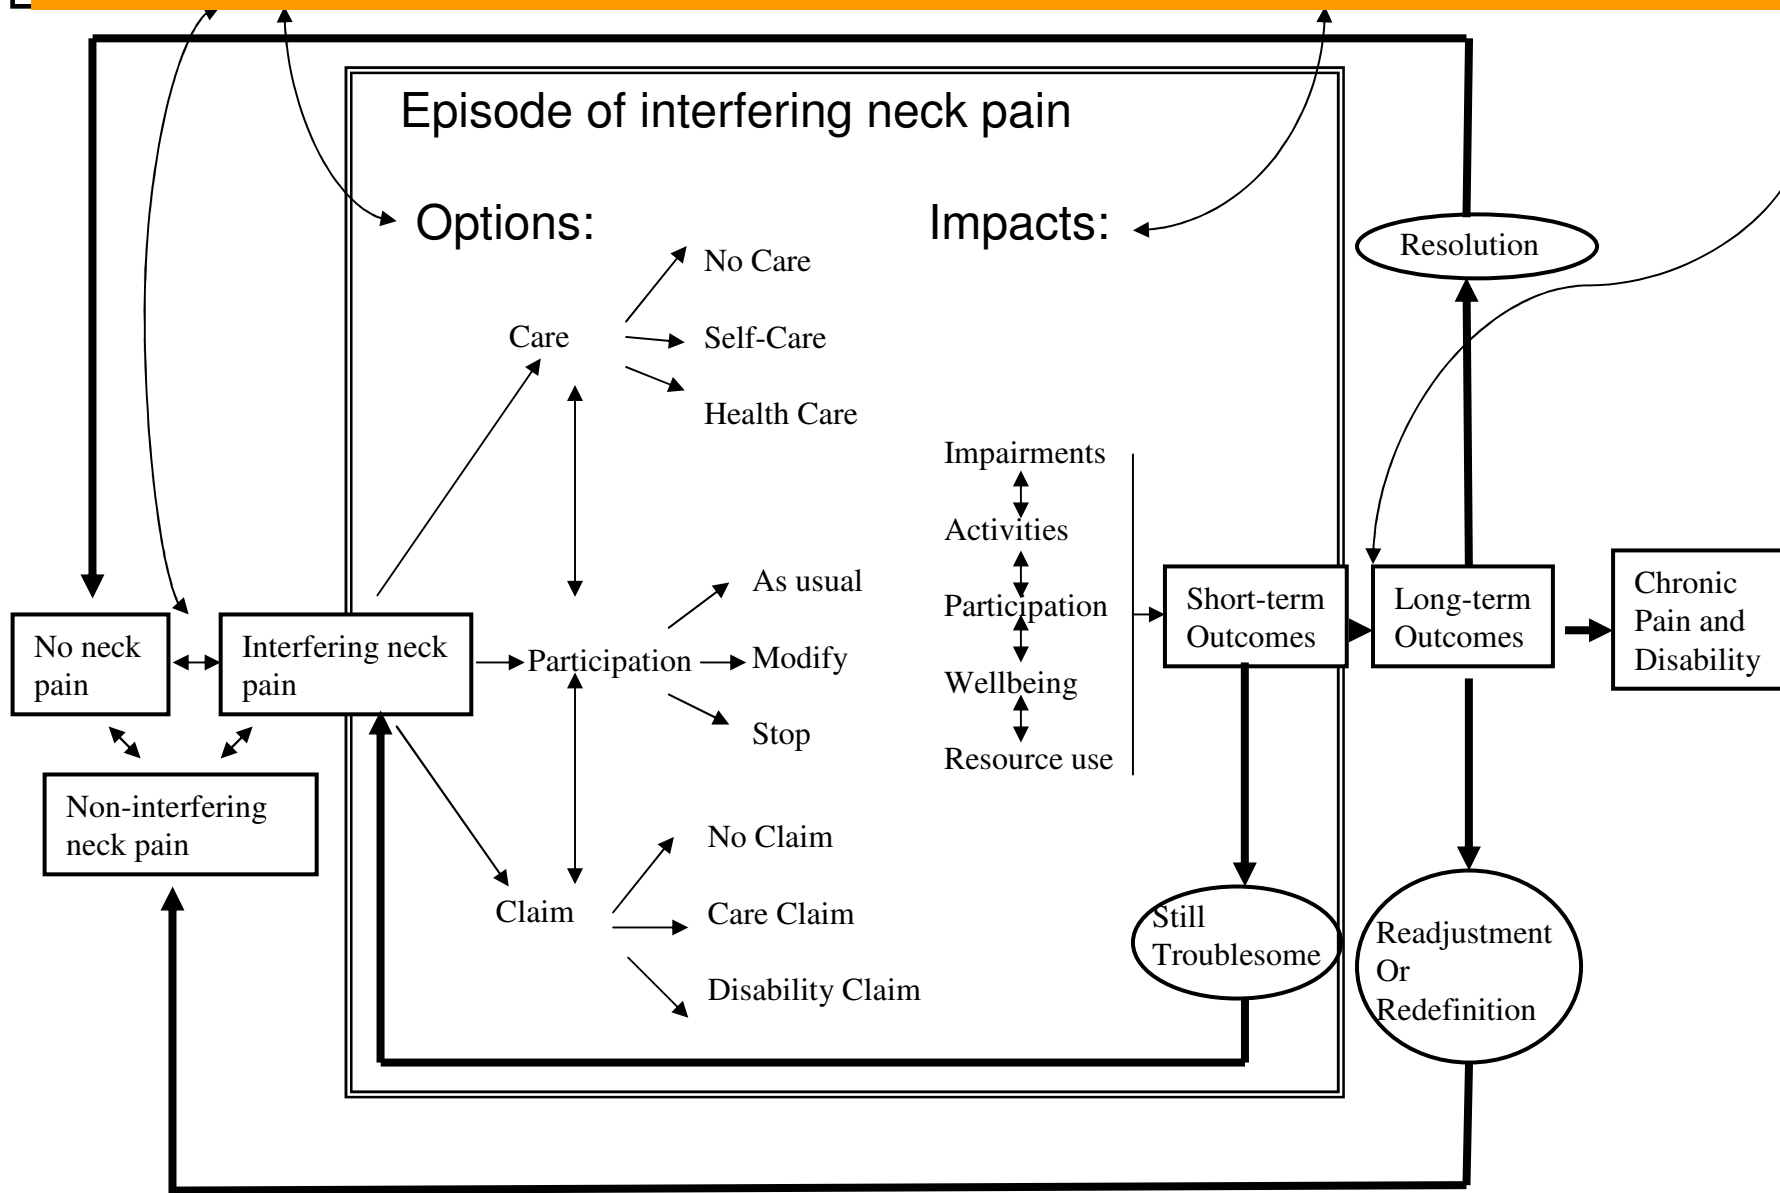 Episode of interfering neck pain
Options:
Impacts:
Resolution
No Care
Care
Self-Care
Health Care
Impairments
Activities
As usual
Participation
Short-term
Outcomes
Long-term
Outcomes
Chronic
Pain and
Disability
No neck
pain
Interfering neck
pain
Participation
Modify
Wellbeing
Stop
Resource use
Non-interfering
neck pain
No Claim
Claim
Care Claim
Disability Claim
Still
Troublesome
Readjustment
Or
Redefinition